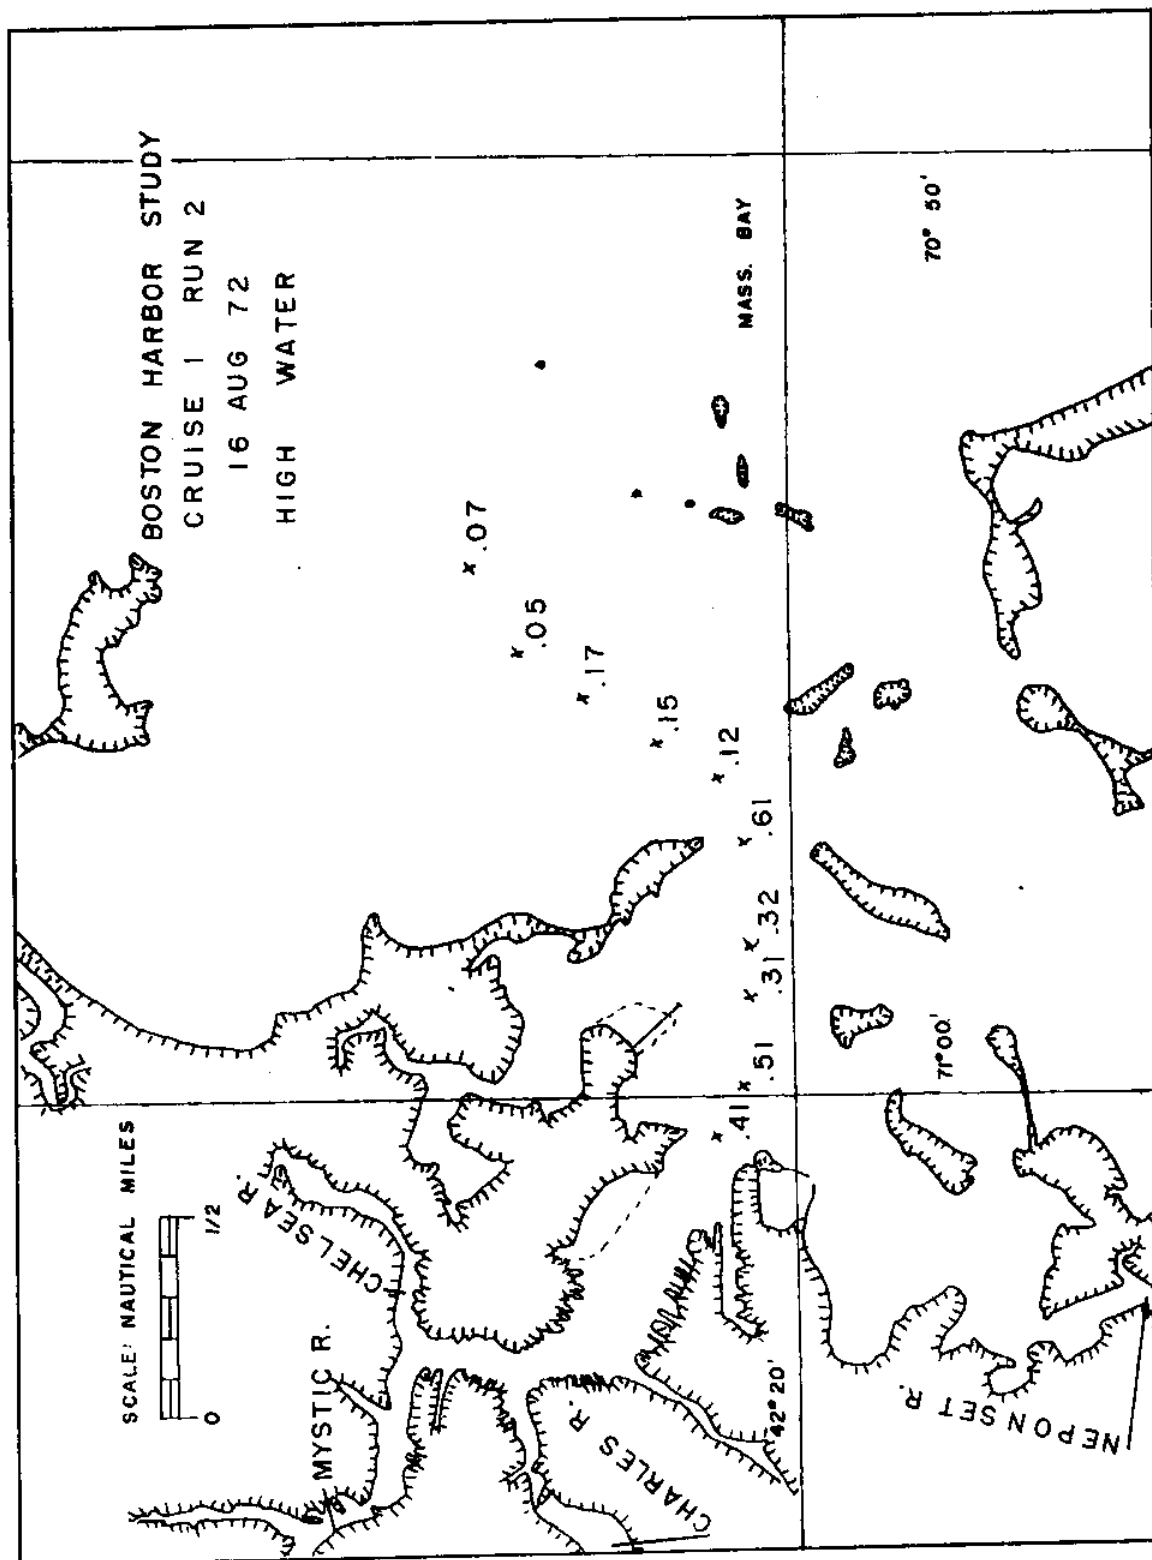 BOSTON HARBOR STUDY
CRUISE 1 RUN 2
16 AUG 72
HIGH WATER
SCALE: NAUTICAL MILES
0 1/2
CHELSEA R.
MYSTIC R.
CHARLES R.
NEPONSET R.
MASS. BAY
42° 20'
71° 00'
70° 50'
.41
.51
.31
.32
.61
.12
.15
.17
.05
.07